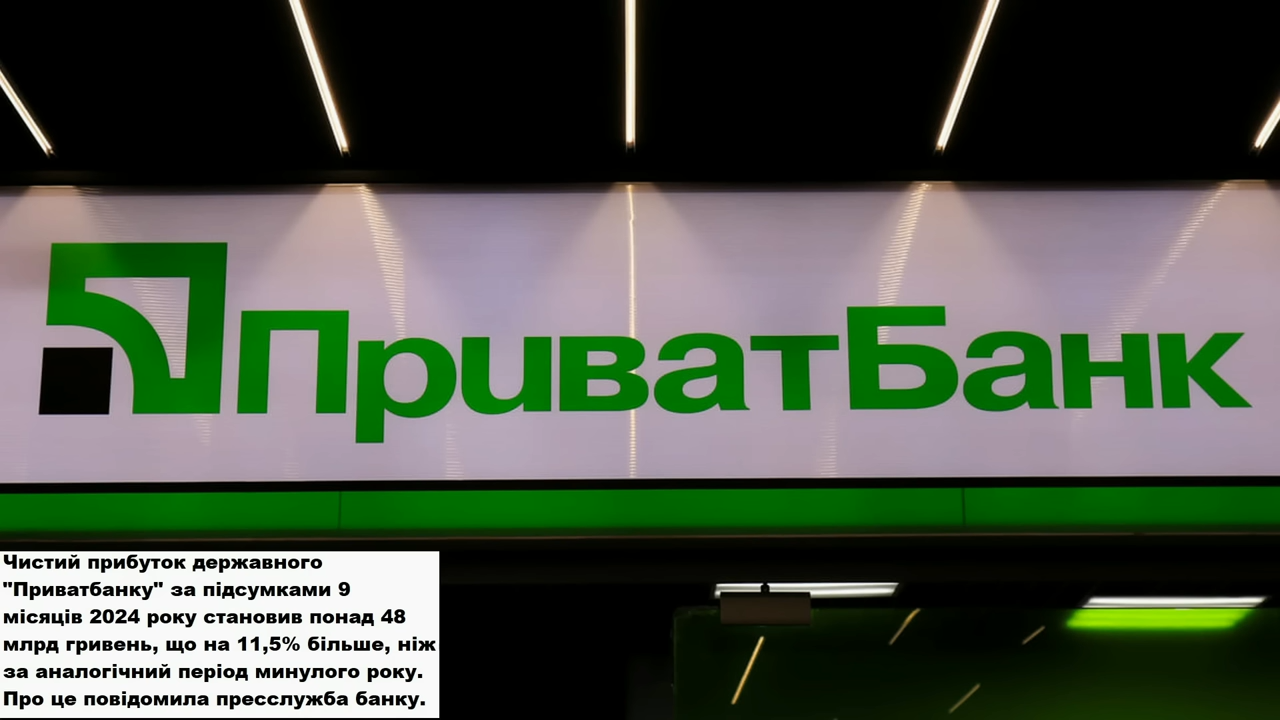 ПриватБанк
Чистий прибуток державного
"Приватбанку" за підсумками 9
місяців 2024 року становив понад 48
млрд гривень, що на 11,5% більше, ніж
за аналогічний період минулого року.
Про це повідомила пресслужба банку.